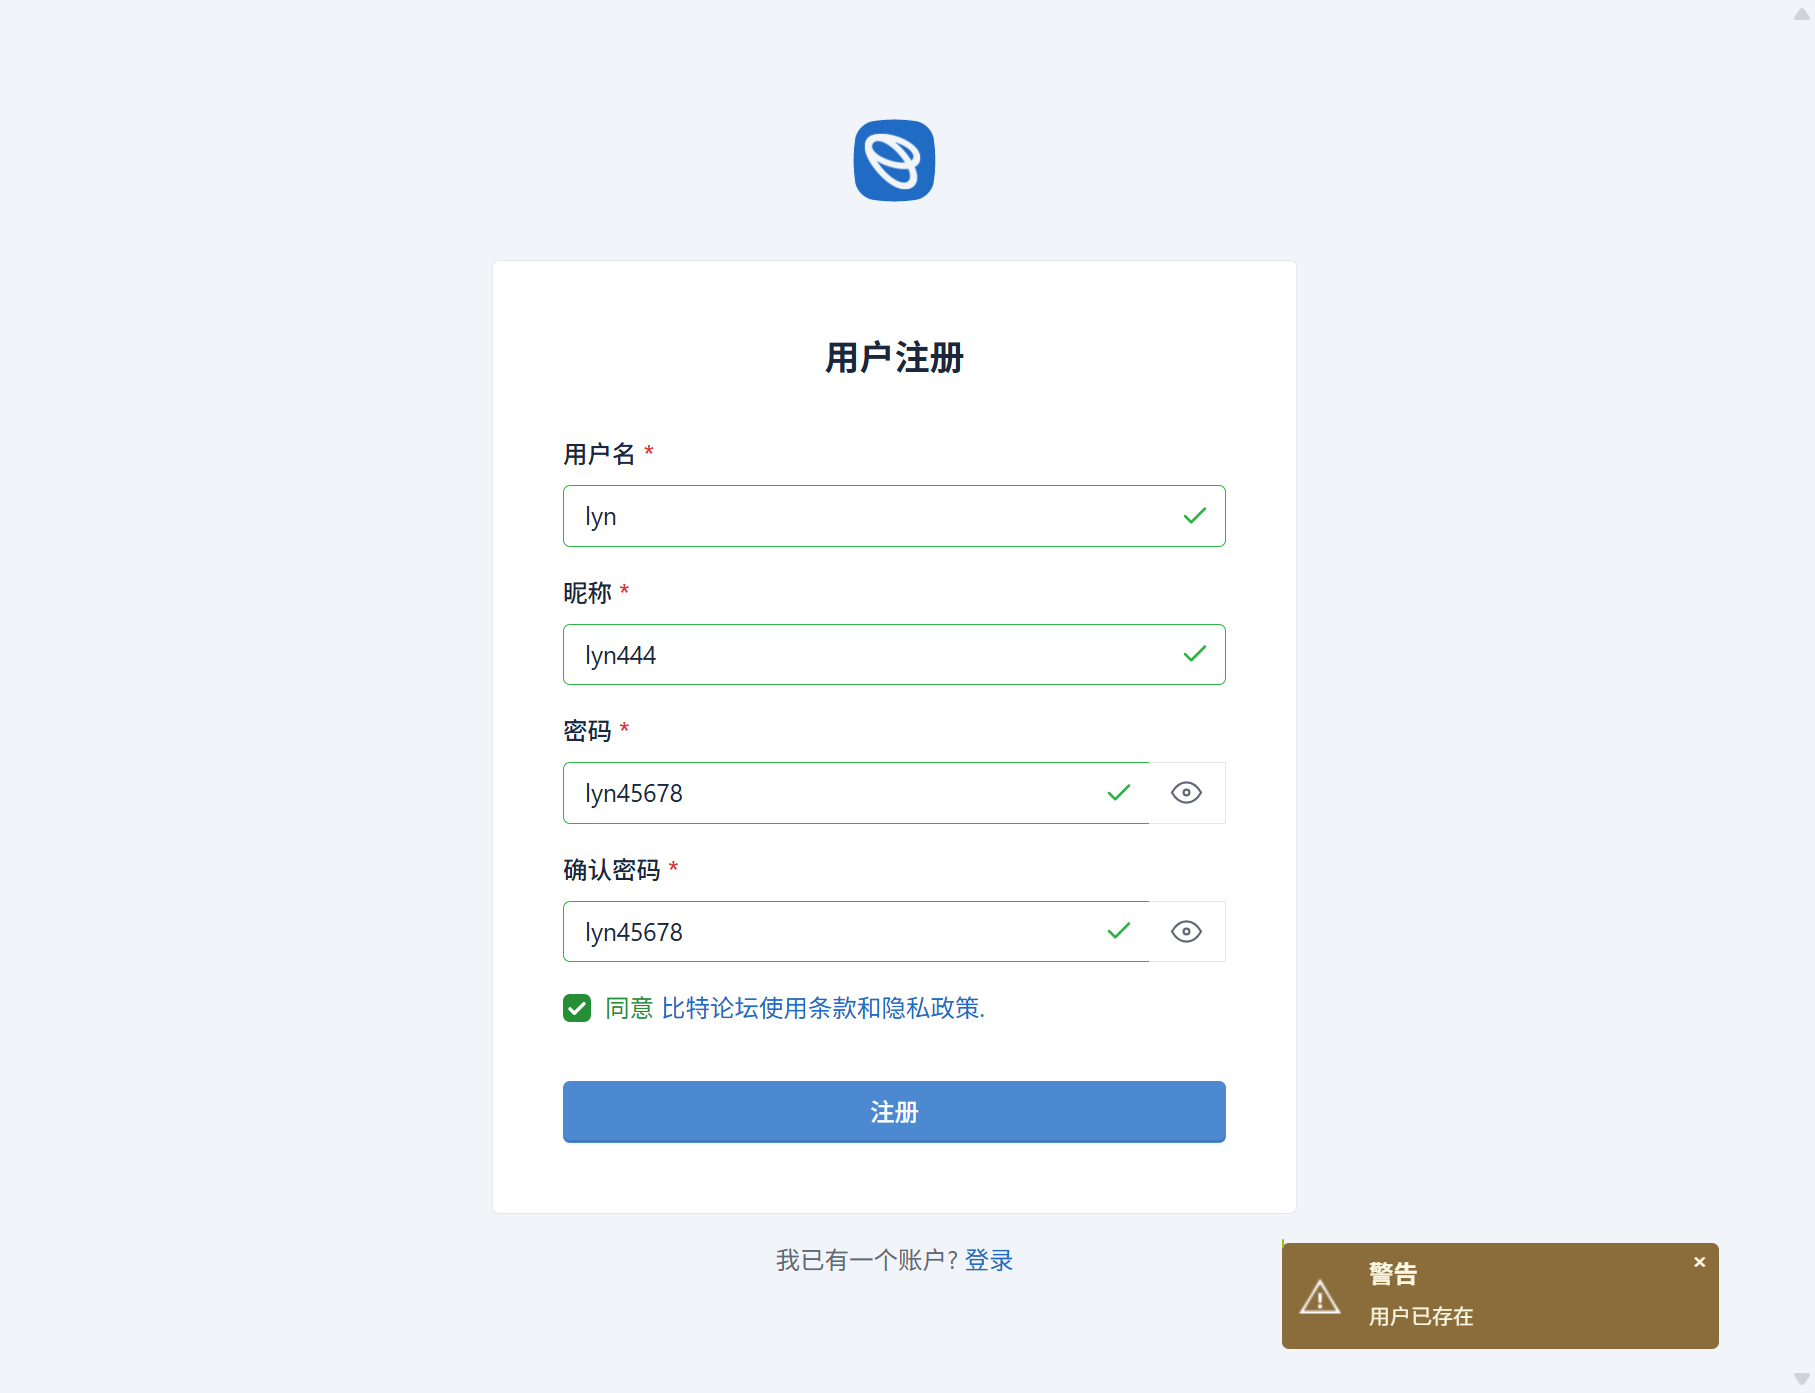 用户注册
用户名 *
lyn
昵称 *
lyn444
密码 *
lyn45678
确认密码 *
lyn45678
同意 比特论坛使用条款和隐私政策.
注册
我已有一个账户? 登录
警告
×
用户已存在